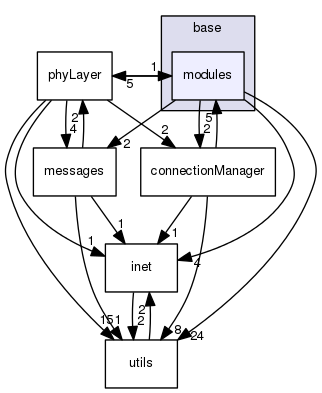 base
phyLayer
1
5
modules
2
4
2
2
5
2
messages
connectionManager
1
1
1
4
inet
2
2
151
8
24
utils